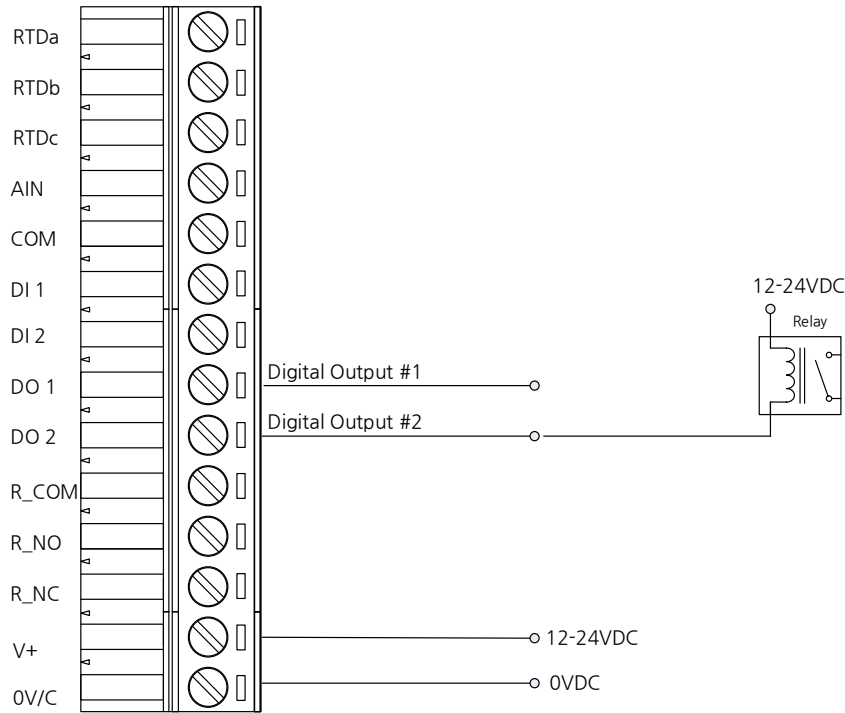 RTDa
RTDb
RTDc
AIN
COM
DI 1
DI 2
DO 1
DO 2
R_COM
R_NO
R_NC
V+
0V/C
Digital Output #1
Digital Output #2
12-24VDC
0VDC
12-24VDC
Relay